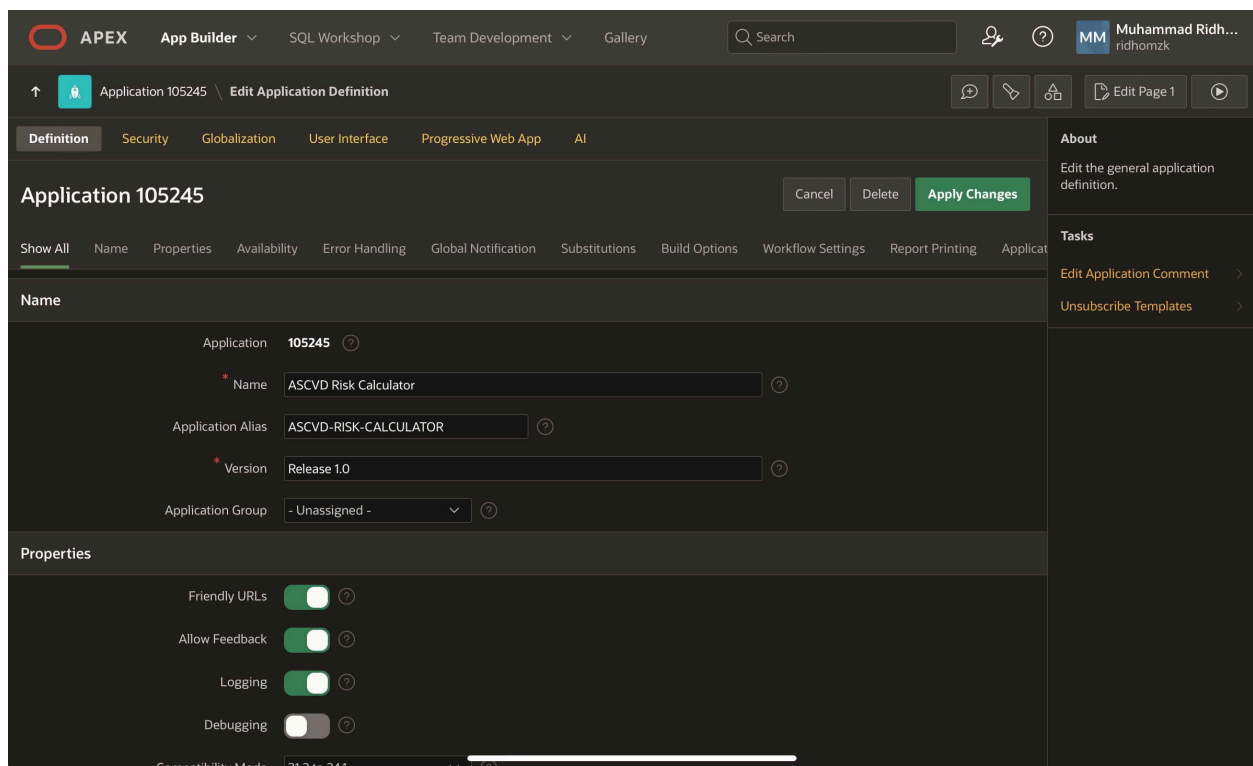 APEX App Builder SQL Workshop Team Development Gallery Search MM Muhammad Ridh...
ridhomzk
Application 105245 \ Edit Application Definition Edit Page 1
Definition Security Globalization User Interface Progressive Web App AI
About
Edit the general application
definition.
Application 105245 Cancel Delete Apply Changes
Show All Name Properties Availability Error Handling Global Notification Substitutions Build Options Workflow Settings Report Printing Applicat
Tasks
Edit Application Comment
Unsubscribe Templates
Name
Application 105245
* Name ASCVD Risk Calculator
Application Alias ASCVD-RISK-CALCULATOR
* Version Release 1.0
Application Group - Unassigned -
Properties
Friendly URLs
Allow Feedback
Logging
Debugging
Compatibility Mode